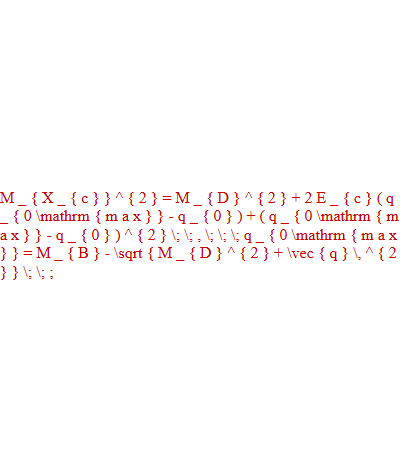 M _ { X _ { c } } ^ { 2 } = M _ { D } ^ { 2 } + 2 E _ { c } ( q
_ { 0 \mathrm { m a x } } - q _ { 0 } ) + ( q _ { 0 \mathrm { m
a x } } - q _ { 0 } ) ^ { 2 } \; \; , \; \; \; q _ { 0 \mathrm { m a x
} } = M _ { B } - \sqrt { M _ { D } ^ { 2 } + \vec { q } \, ^ { 2
} } \; \; ;